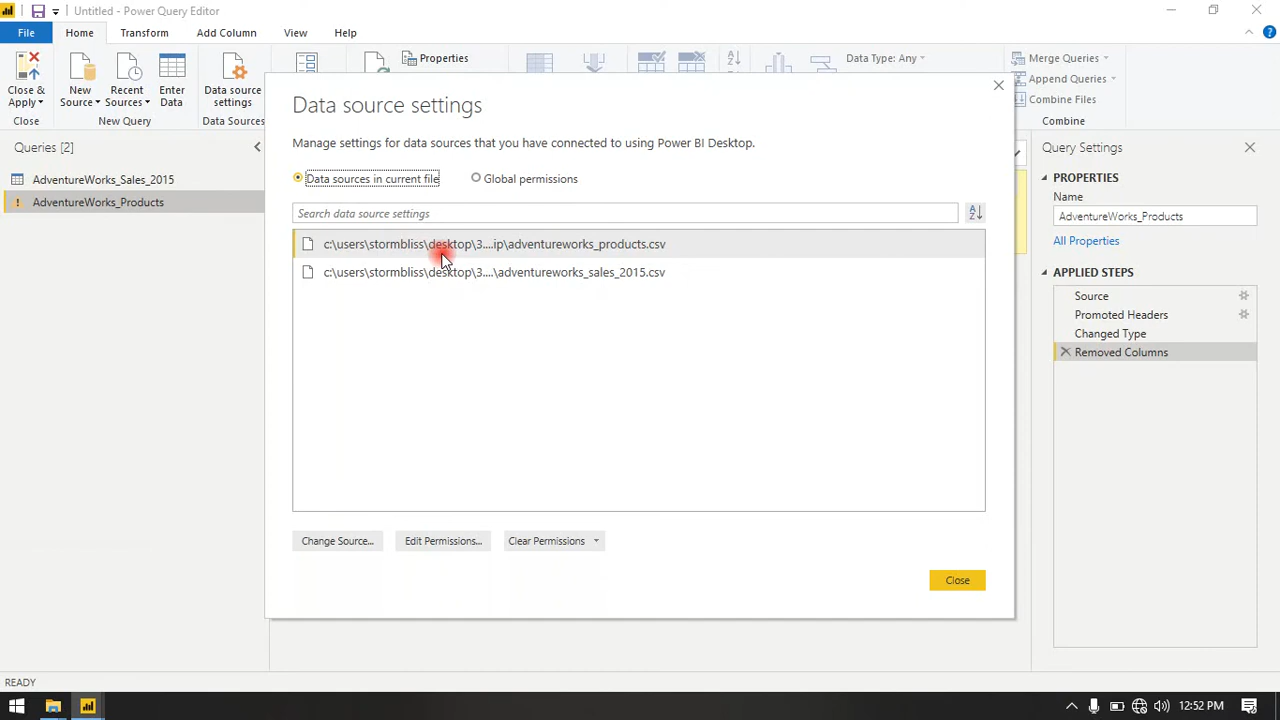 Untitled - Power Query Editor
File Home Transform Add Column View Help
Close & Apply
New Source
Recent Sources
Enter Data
Data source settings
Properties
Data Type: Any
Merge Queries
Append Queries
Combine Files
Close
New Query
Data Sources
Combine
Queries [2]
AdventureWorks_Sales_2015
AdventureWorks_Products
Data source settings
Manage settings for data sources that you have connected to using Power BI Desktop.
Data sources in current file Global permissions
Search data source settings
c:\users\stormbliss\desktop\3....ip\adventureworks_products.csv
c:\users\stormbliss\desktop\3....\adventureworks_sales_2015.csv
Change Source... Edit Permissions... Clear Permissions
Close
Query Settings
PROPERTIES
Name
AdventureWorks_Products
All Properties
APPLIED STEPS
Source
Promoted Headers
Changed Type
Removed Columns
READY
12:52 PM